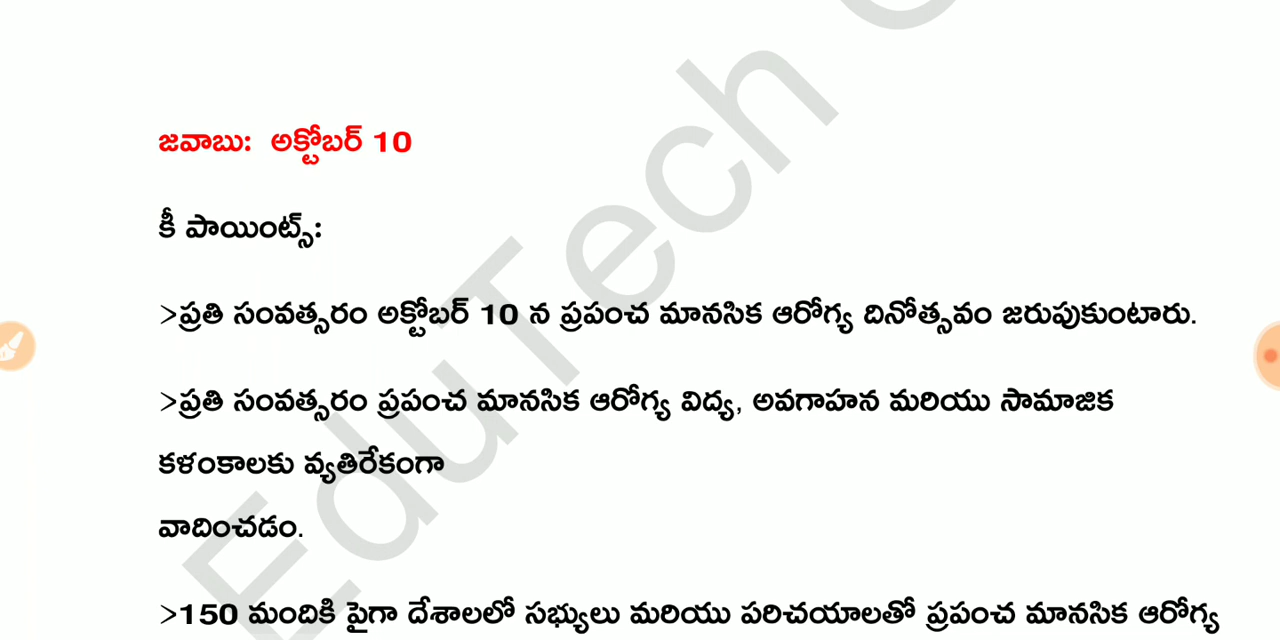 జవాబు: అక్టోబర్ 10
కీ పాయింట్స్:
>ప్రతి సంవత్సరం అక్టోబర్ 10 న ప్రపంచ మానసిక ఆరోగ్య దినోత్సవం జరుపుకుంటారు.
>ప్రతి సంవత్సరం ప్రపంచ మానసిక ఆరోగ్య విద్య, అవగాహన మరియు సామాజిక
కళంకాలకు వ్యతిరేకంగా
వాదించడం.
>150 మందికి పైగా దేశాలలో సభ్యులు మరియు పరిచయాలతో ప్రపంచ మానసిక ఆరోగ్య
EduTech